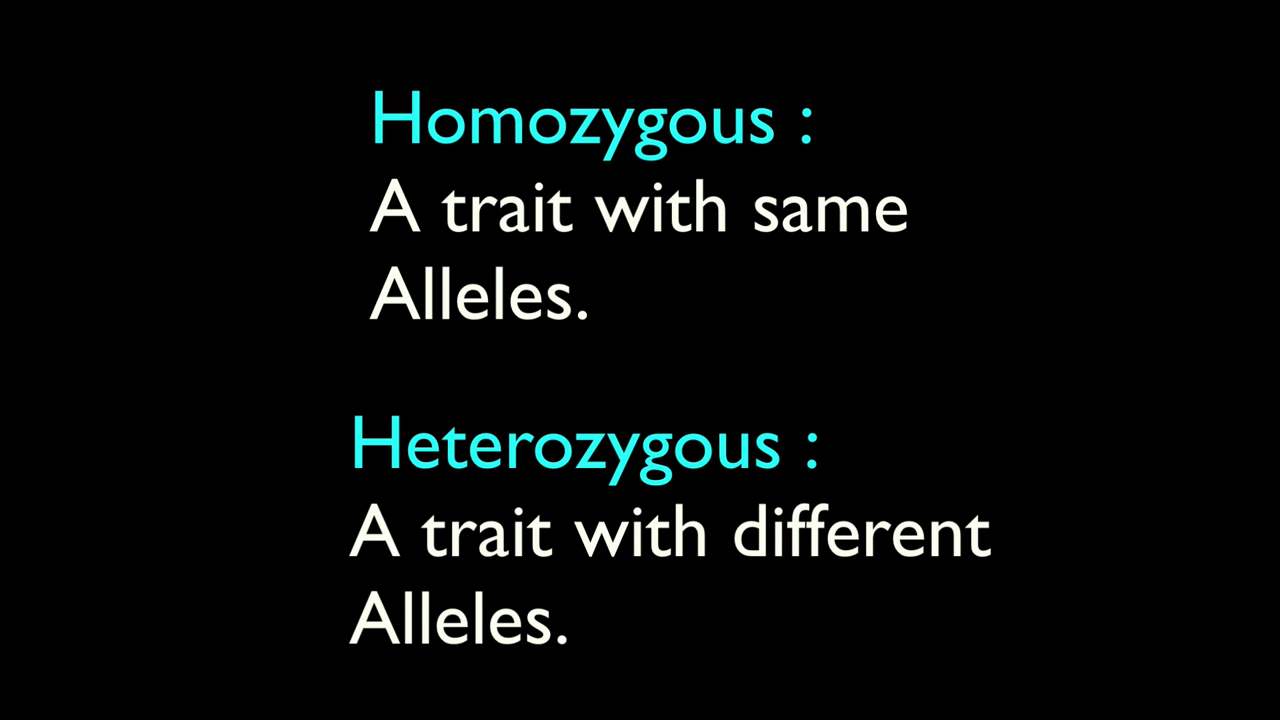 Homozygous :
A trait with same
Alleles.
Heterozygous :
A trait with different
Alleles.